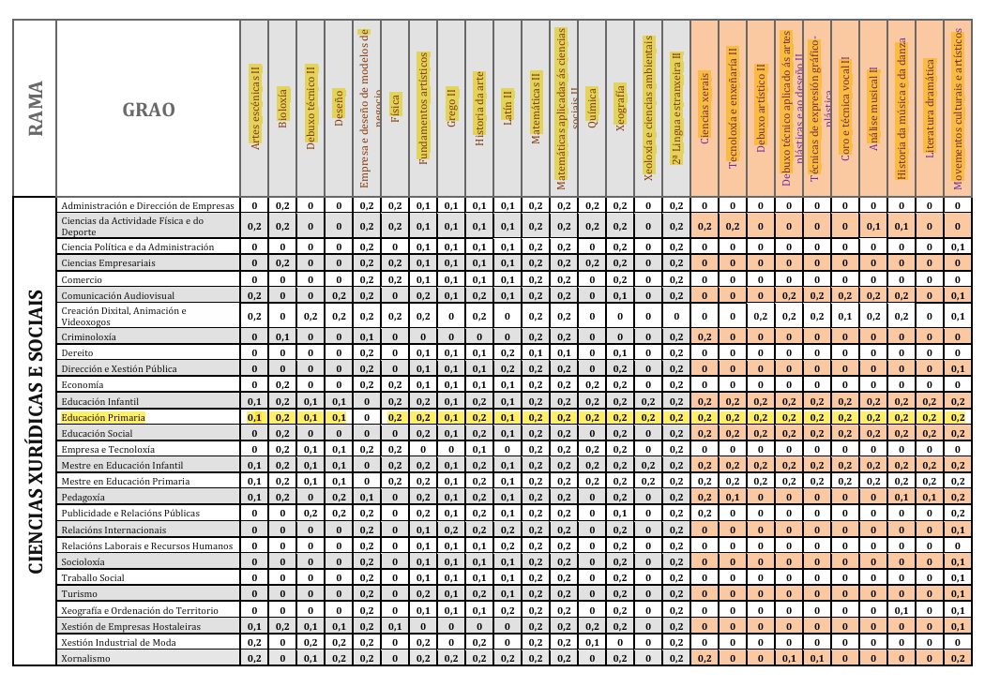 RAMA
GRAO
Artes escénicas II
Bioloxía
Debuxo técnico II
Deseño
Empresa e deseño de modelos de
negocio
Física
Fundamentos artísticos
Grego II
Historia da arte
Latín II
Matemáticas II
Matemáticas aplicadas ás ciencias
sociais II
Química
Xeografía
Xeoloxía e ciencias ambientais
2ª Lingua estranxeira II
Ciencias xerais
Tecnoloxía e enxeñaría II
Debuxo artístico II
Debuxo técnico aplicado ás artes
plásticas e ao deseño II
Técnicas de expresión gráfico-
plástica
Coro e técnica vocal II
Análise musical II
Historia da música e da danza
Literatura dramática
Movementos culturais e artísticos
CIENCIAS XURÍDICAS E SOCIAIS
Administración e Dirección de Empresas 0 0,2 0 0 0,2 0,2 0,1 0,1 0,1 0,1 0,2 0,2 0,2 0,2 0 0,2 0 0 0 0 0 0 0 0 0 0
Ciencias da Actividade Física e do
Deporte 0,2 0,2 0 0 0,2 0,2 0,1 0,1 0,1 0,1 0,2 0,2 0,2 0,2 0 0,2 0,2 0,2 0 0 0 0 0,1 0,1 0 0
Ciencia Política e da Administración 0 0 0 0 0,2 0 0,1 0,1 0,1 0,1 0,2 0,2 0 0,2 0 0,2 0 0 0 0 0 0 0 0 0 0,1
Ciencias Empresariais 0 0,2 0 0 0,2 0,2 0,1 0,1 0,1 0,1 0,2 0,2 0,2 0,2 0 0,2 0 0 0 0 0 0 0 0 0 0
Comercio 0 0 0 0 0,2 0,2 0,1 0,1 0,1 0,1 0,2 0,2 0 0,2 0 0,2 0 0 0 0 0 0 0 0 0 0
Comunicación Audiovisual 0,2 0 0 0,2 0,2 0 0,2 0,1 0,2 0,1 0,2 0,2 0 0,1 0 0,2 0 0 0 0,2 0,2 0,2 0,2 0,2 0 0,1
Creación Dixital, Animación e
Videoxogos 0,2 0 0,2 0,2 0,2 0,2 0,2 0 0,2 0 0,2 0,2 0 0 0 0 0 0 0,2 0,2 0,2 0,1 0,2 0,2 0 0,1
Criminoloxía 0 0,1 0 0 0,1 0 0 0 0 0 0,2 0,2 0 0 0 0,2 0,2 0 0 0 0 0 0 0 0 0
Dereito 0 0 0 0 0,2 0 0,1 0,1 0,1 0,2 0,1 0,1 0 0,1 0 0,2 0 0 0 0 0 0 0 0 0 0
Dirección e Xestión Pública 0 0 0 0 0,2 0 0,1 0,1 0,1 0,2 0,2 0,2 0 0,2 0 0,2 0 0 0 0 0 0 0 0 0 0,1
Economía 0 0,2 0 0 0,2 0,2 0,1 0,1 0,1 0,1 0,2 0,2 0,2 0,2 0 0,2 0 0 0 0 0 0 0 0 0 0
Educación Infantil 0,1 0,2 0,1 0,1 0 0,2 0,2 0,1 0,2 0,1 0,2 0,2 0,2 0,2 0,2 0,2 0,2 0,2 0,2 0,2 0,2 0,2 0,2 0,2 0,2 0,2
Educación Primaria 0,1 0,2 0,1 0,1 0 0,2 0,2 0,1 0,2 0,1 0,2 0,2 0,2 0,2 0,2 0,2 0,2 0,2 0,2 0,2 0,2 0,2 0,2 0,2 0,2 0,2
Educación Social 0 0,2 0 0 0 0 0,2 0,2 0,1 0,1 0,2 0,2 0 0,2 0 0,2 0,2 0,2 0,2 0,2 0,2 0,2 0,2 0,2 0,2 0,2
Empresa e Tecnoloxía 0 0,2 0,1 0,1 0,2 0,2 0 0 0,1 0 0,2 0,2 0,2 0,2 0 0,2 0 0 0 0 0 0 0 0 0 0
Mestre en Educación Infantil 0,1 0,2 0,1 0,1 0 0,2 0,2 0,1 0,2 0,1 0,2 0,2 0,2 0,2 0,2 0,2 0,2 0,2 0,2 0,2 0,2 0,2 0,2 0,2 0,2 0,2
Mestre en Educación Primaria 0,1 0,2 0,1 0,1 0 0,2 0,2 0,1 0,2 0,1 0,2 0,2 0,2 0,2 0,2 0,2 0,2 0,2 0,2 0,2 0,2 0,2 0,2 0,2 0,2 0,2
Pedagoxía 0,1 0,2 0 0,2 0,1 0 0,2 0,2 0,2 0,1 0,2 0,2 0 0,2 0 0,2 0,2 0,1 0 0 0 0 0 0,1 0,1 0,2
Publicidade e Relacións Públicas 0 0 0,2 0,2 0,2 0 0,2 0,1 0,2 0,1 0,2 0,2 0 0,1 0 0,2 0,2 0 0 0 0 0 0 0 0 0,2
Relacións Internacionais 0 0 0 0 0,2 0 0,1 0,2 0,2 0,2 0,2 0,2 0 0,2 0 0,2 0 0 0 0 0 0 0 0 0 0,1
Relacións Laborais e Recursos Humanos 0 0 0 0 0,2 0 0,1 0,1 0,1 0,2 0,2 0,2 0 0,2 0 0,2 0 0 0 0 0 0 0 0 0 0
Socioloxía 0 0 0 0 0,2 0 0,1 0,1 0,1 0,1 0,2 0,2 0 0,2 0 0,2 0 0 0 0 0 0 0 0 0 0,1
Traballo Social 0 0 0 0 0,2 0 0,1 0,1 0,1 0,1 0,2 0,2 0 0,2 0 0,2 0 0 0 0 0 0 0 0 0 0,1
Turismo 0 0 0 0 0,2 0 0,2 0,1 0,2 0,1 0,2 0,2 0 0,2 0 0,2 0 0 0 0 0 0 0 0 0 0,1
Xeografía e Ordenación do Territorio 0 0 0 0 0,2 0 0,1 0,1 0,1 0,2 0,2 0,2 0 0,2 0 0,2 0 0 0 0 0 0 0 0,1 0 0,1
Xestión de Empresas Hostaleiras 0,1 0,2 0,1 0,1 0,2 0,1 0 0 0 0 0,2 0,2 0,2 0,2 0 0,2 0 0 0 0 0 0 0 0 0 0,1
Xestión Industrial de Moda 0,2 0 0,2 0,2 0,2 0 0,2 0 0,2 0 0,2 0,2 0,1 0 0 0,2 0 0 0 0 0 0 0 0 0 0
Xornalismo 0,2 0 0,1 0,2 0,2 0 0,2 0,2 0,2 0,2 0,2 0,2 0 0,2 0 0,2 0,2 0 0 0,1 0,1 0 0 0 0 0,2